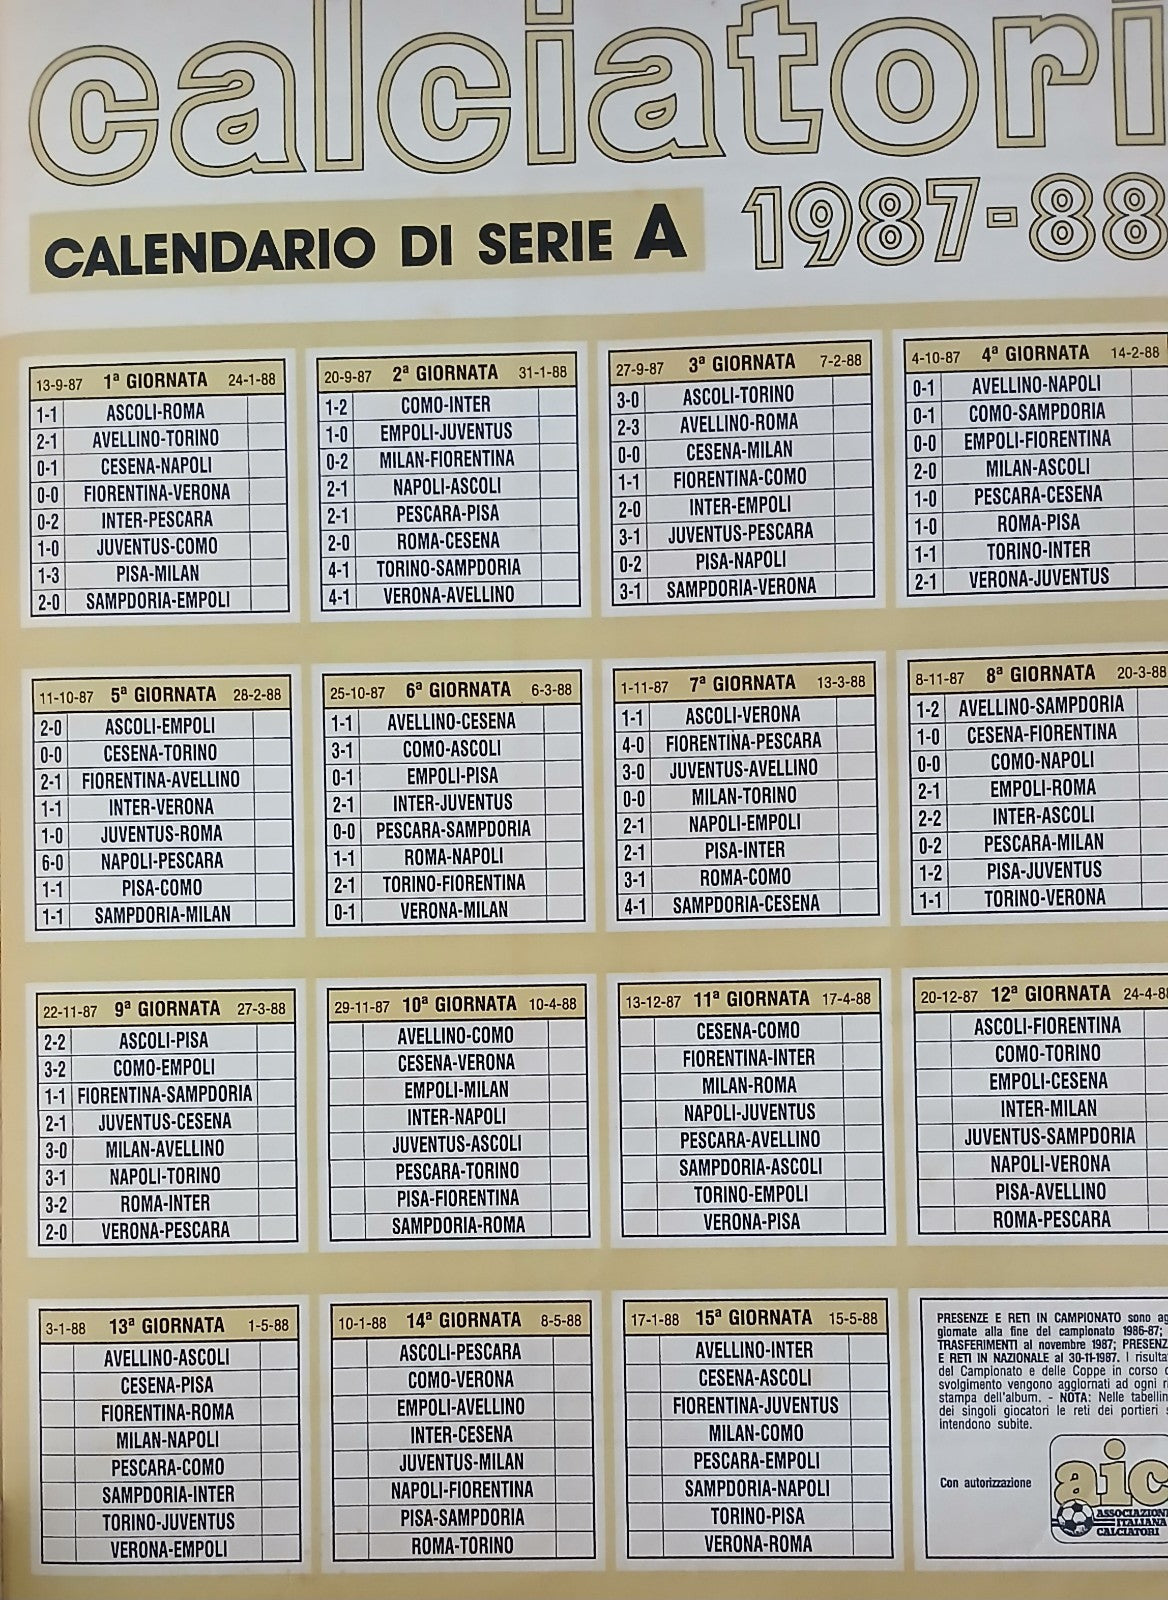 calciatori
1987-88
CALENDARIO DI SERIE A
13-9-87 1ª GIORNATA 24-1-88
1-1 ASCOLI-ROMA
2-1 AVELLINO-TORINO
0-1 CESENA-NAPOLI
0-0 FIORENTINA-VERONA
0-2 INTER-PESCARA
1-0 JUVENTUS-COMO
1-3 PISA-MILAN
2-0 SAMPDORIA-EMPOLI
20-9-87 2ª GIORNATA 31-1-88
1-2 COMO-INTER
1-0 EMPOLI-JUVENTUS
0-2 MILAN-FIORENTINA
2-1 NAPOLI-ASCOLI
2-1 PESCARA-PISA
2-0 ROMA-CESENA
4-1 TORINO-SAMPDORIA
4-1 VERONA-AVELLINO
27-9-87 3ª GIORNATA 7-2-88
3-0 ASCOLI-TORINO
2-3 AVELLINO-ROMA
0-0 CESENA-MILAN
1-1 FIORENTINA-COMO
2-0 INTER-EMPOLI
3-1 JUVENTUS-PESCARA
0-2 PISA-NAPOLI
3-1 SAMPDORIA-VERONA
4-10-87 4ª GIORNATA 14-2-88
0-1 AVELLINO-NAPOLI
0-1 COMO-SAMPDORIA
0-0 EMPOLI-FIORENTINA
2-0 MILAN-ASCOLI
1-0 PESCARA-CESENA
1-0 ROMA-PISA
1-1 TORINO-INTER
2-1 VERONA-JUVENTUS
11-10-87 5ª GIORNATA 28-2-88
2-0 ASCOLI-EMPOLI
0-0 CESENA-TORINO
2-1 FIORENTINA-AVELLINO
1-1 INTER-VERONA
1-0 JUVENTUS-ROMA
6-0 NAPOLI-PESCARA
1-1 PISA-COMO
1-1 SAMPDORIA-MILAN
25-10-87 6ª GIORNATA 6-3-88
1-1 AVELLINO-CESENA
3-1 COMO-ASCOLI
0-1 EMPOLI-PISA
2-1 INTER-JUVENTUS
0-0 PESCARA-SAMPDORIA
1-1 ROMA-NAPOLI
2-1 TORINO-FIORENTINA
0-1 VERONA-MILAN
1-11-87 7ª GIORNATA 13-3-88
1-1 ASCOLI-VERONA
4-0 FIORENTINA-PESCARA
3-0 JUVENTUS-AVELLINO
0-0 MILAN-TORINO
2-1 NAPOLI-EMPOLI
2-1 PISA-INTER
3-1 ROMA-COMO
4-1 SAMPDORIA-CESENA
8-11-87 8ª GIORNATA 20-3-88
1-2 AVELLINO-SAMPDORIA
1-0 CESENA-FIORENTINA
0-0 COMO-NAPOLI
2-1 EMPOLI-ROMA
2-2 INTER-ASCOLI
0-2 PESCARA-MILAN
1-2 PISA-JUVENTUS
1-1 TORINO-VERONA
22-11-87 9ª GIORNATA 27-3-88
2-2 ASCOLI-PISA
3-2 COMO-EMPOLI
1-1 FIORENTINA-SAMPDORIA
2-1 JUVENTUS-CESENA
3-0 MILAN-AVELLINO
3-1 NAPOLI-TORINO
3-2 ROMA-INTER
2-0 VERONA-PESCARA
29-11-87 10ª GIORNATA 10-4-88
AVELLINO-COMO
CESENA-VERONA
EMPOLI-MILAN
INTER-NAPOLI
JUVENTUS-ASCOLI
PESCARA-TORINO
PISA-FIORENTINA
SAMPDORIA-ROMA
13-12-87 11ª GIORNATA 17-4-88
CESENA-COMO
FIORENTINA-INTER
MILAN-ROMA
NAPOLI-JUVENTUS
PESCARA-AVELLINO
SAMPDORIA-ASCOLI
TORINO-EMPOLI
VERONA-PISA
20-12-87 12ª GIORNATA 24-4-88
ASCOLI-FIORENTINA
COMO-TORINO
EMPOLI-CESENA
INTER-MILAN
JUVENTUS-SAMPDORIA
NAPOLI-VERONA
PISA-AVELLINO
ROMA-PESCARA
3-1-88 13ª GIORNATA 1-5-88
AVELLINO-ASCOLI
CESENA-PISA
FIORENTINA-ROMA
MILAN-NAPOLI
PESCARA-COMO
SAMPDORIA-INTER
TORINO-JUVENTUS
VERONA-EMPOLI
10-1-88 14ª GIORNATA 8-5-88
ASCOLI-PESCARA
COMO-VERONA
EMPOLI-AVELLINO
INTER-CESENA
JUVENTUS-MILAN
NAPOLI-FIORENTINA
PISA-SAMPDORIA
ROMA-TORINO
17-1-88 15ª GIORNATA 15-5-88
AVELLINO-INTER
CESENA-ASCOLI
FIORENTINA-JUVENTUS
MILAN-COMO
PESCARA-EMPOLI
SAMPDORIA-NAPOLI
TORINO-PISA
VERONA-ROMA
PRESENZE E RETI IN CAMPIONATO sono ag
giornate alla fine del campionato 1986-87;
TRASFERIMENTI al novembre 1987; PRESENZ
E RETI IN NAZIONALE al 30-11-1987. I risulta
del Campionato e delle Coppe in corso d
svolgimento vengono aggiornati ad ogni ri
stampa dell'album. - NOTA: Nelle tabellin
dei singoli giocatori le reti dei portieri s
intendono subite.
Con autorizzazione
aic
ASSOCIAZIONE
ITALIANA
CALCIATORI